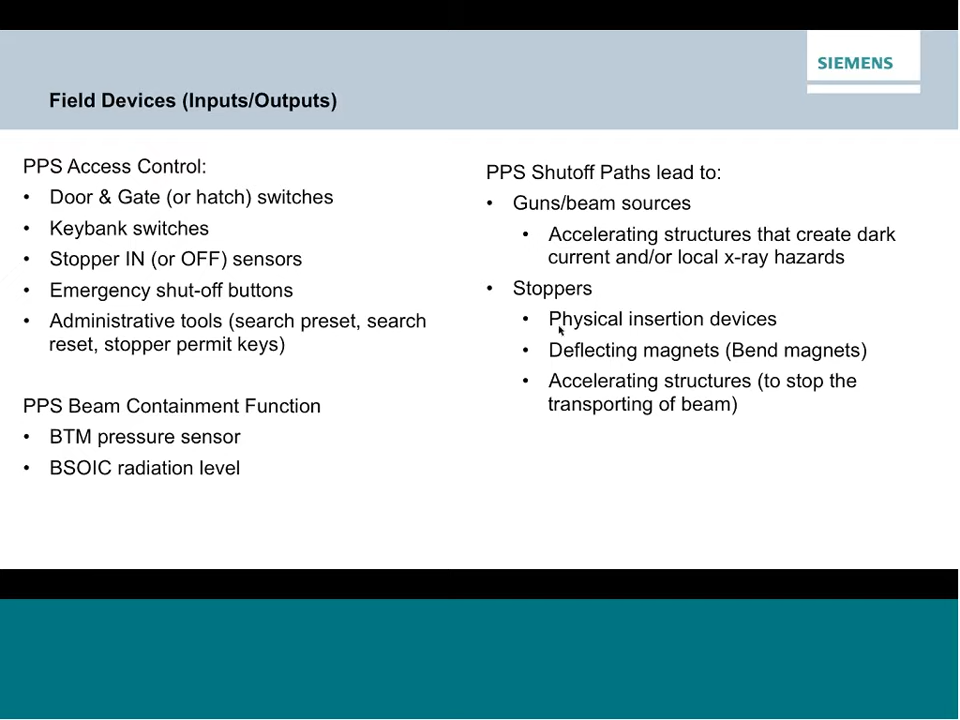 SIEMENS
Field Devices (Inputs/Outputs)
PPS Access Control:
• Door & Gate (or hatch) switches
• Keybank switches
• Stopper IN (or OFF) sensors
• Emergency shut-off buttons
• Administrative tools (search preset, search
reset, stopper permit keys)
PPS Beam Containment Function
• BTM pressure sensor
• BSOIC radiation level
PPS Shutoff Paths lead to:
• Guns/beam sources
• Accelerating structures that create dark
current and/or local x-ray hazards
• Stoppers
• Physical insertion devices
• Deflecting magnets (Bend magnets)
• Accelerating structures (to stop the
transporting of beam)